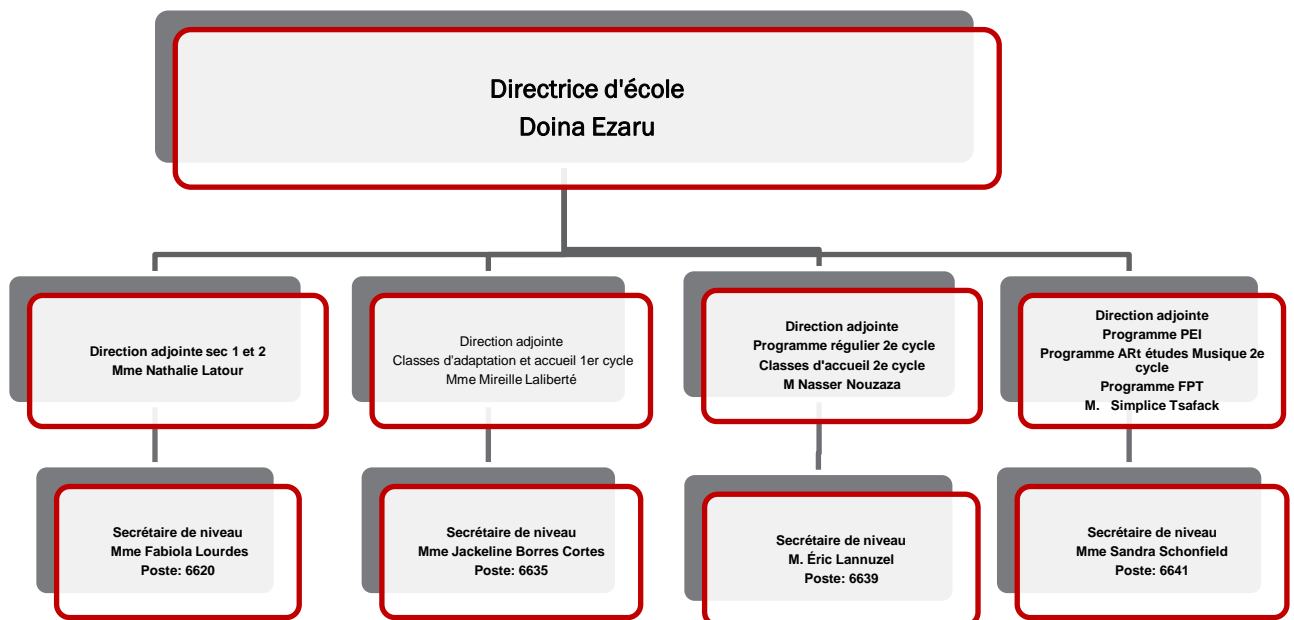 Directrice d'école
Doina Ezaru
Direction adjointe sec 1 et 2
Mme Nathalie Latour
Direction adjointe
Classes d'adaptation et accueil 1er cycle
Mme Mireille Laliberté
Direction adjointe
Programme régulier 2e cycle
Classes d'accueil 2e cycle
M Nasser Nouzaza
Direction adjointe
Programme PEI
Programme ARt études Musique 2e
cycle
Programme FPT
M. Simplice Tsafack
Secrétaire de niveau
Mme Fabiola Lourdes
Poste: 6620
Secrétaire de niveau
Mme Jackeline Borres Cortes
Poste: 6635
Secrétaire de niveau
M. Éric Lannuzel
Poste: 6639
Secrétaire de niveau
Mme Sandra Schonfield
Poste: 6641